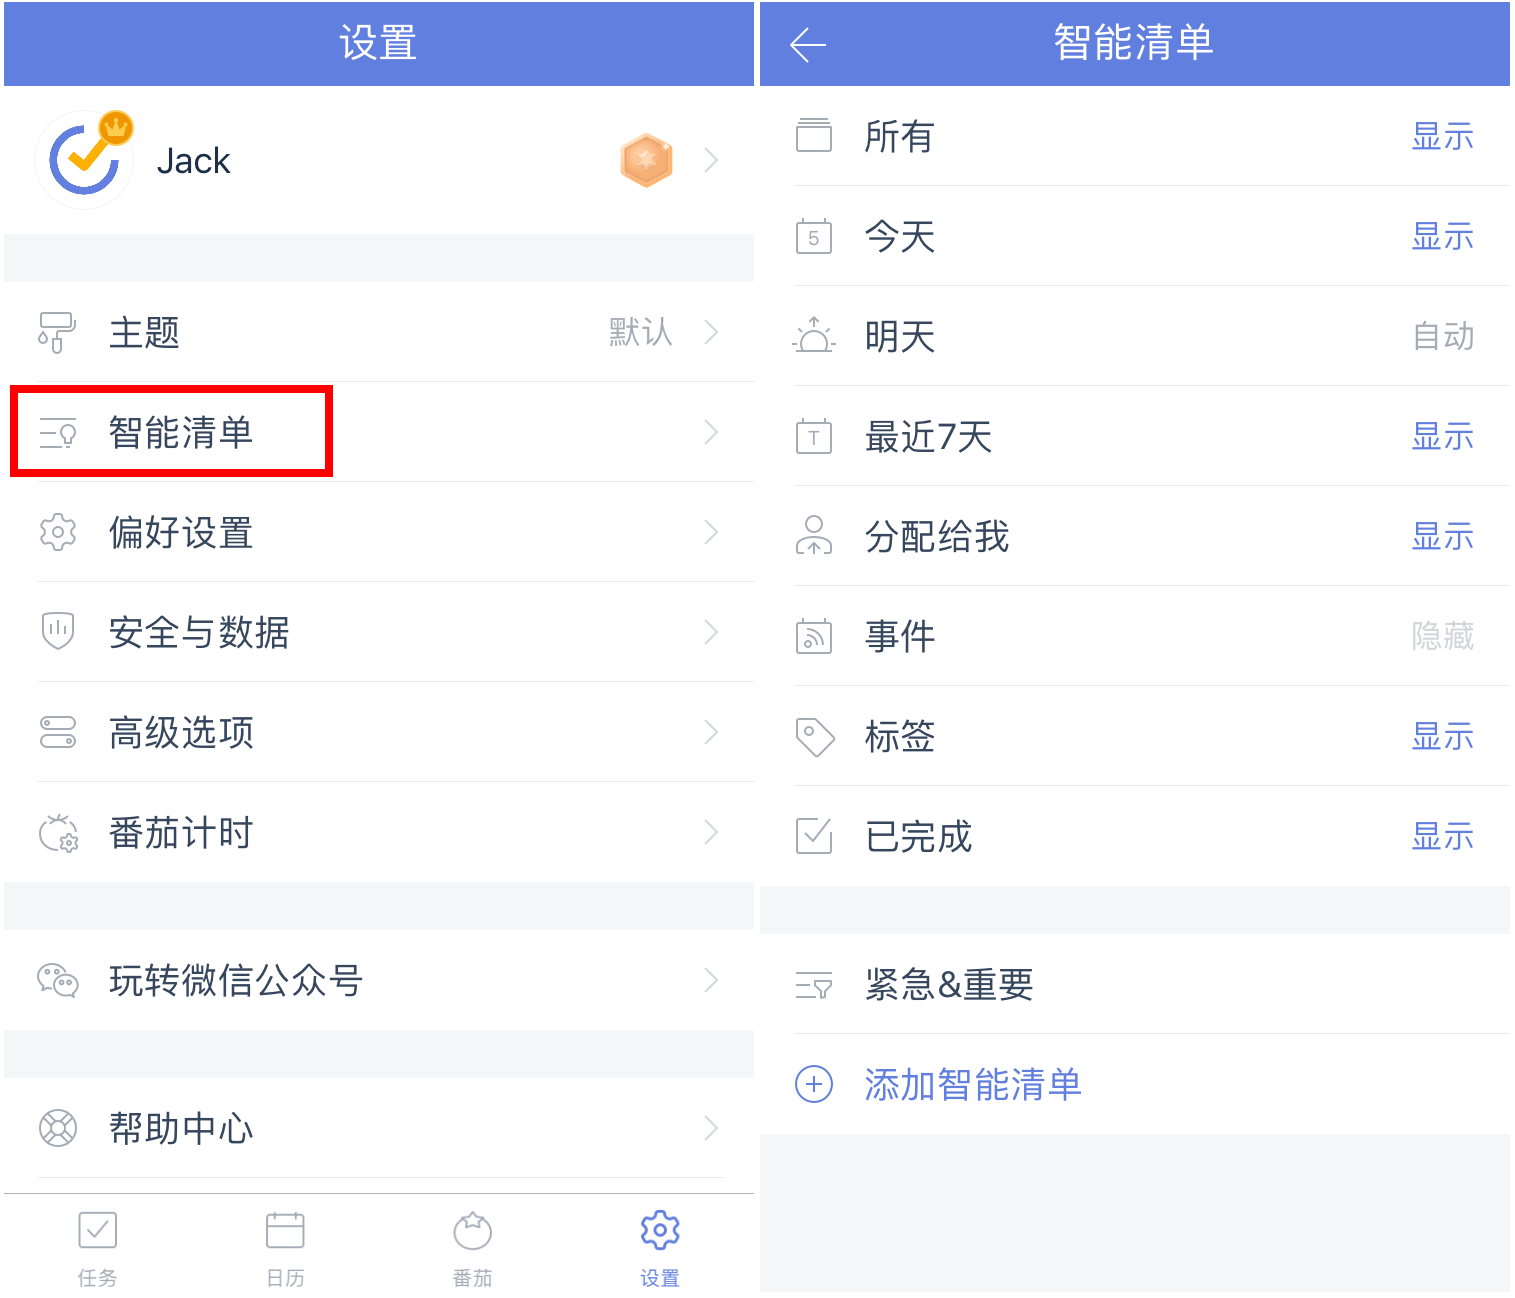 设置
Jack
主题 默认
智能清单
偏好设置
安全与数据
高级选项
番茄计时
玩转微信公众号
帮助中心
任务 日历 番茄 设置
智能清单
所有 显示
5 今天 显示
明天 自动
T 最近7天 显示
分配给我 显示
事件 隐藏
标签 显示
已完成 显示
紧急&重要
添加智能清单